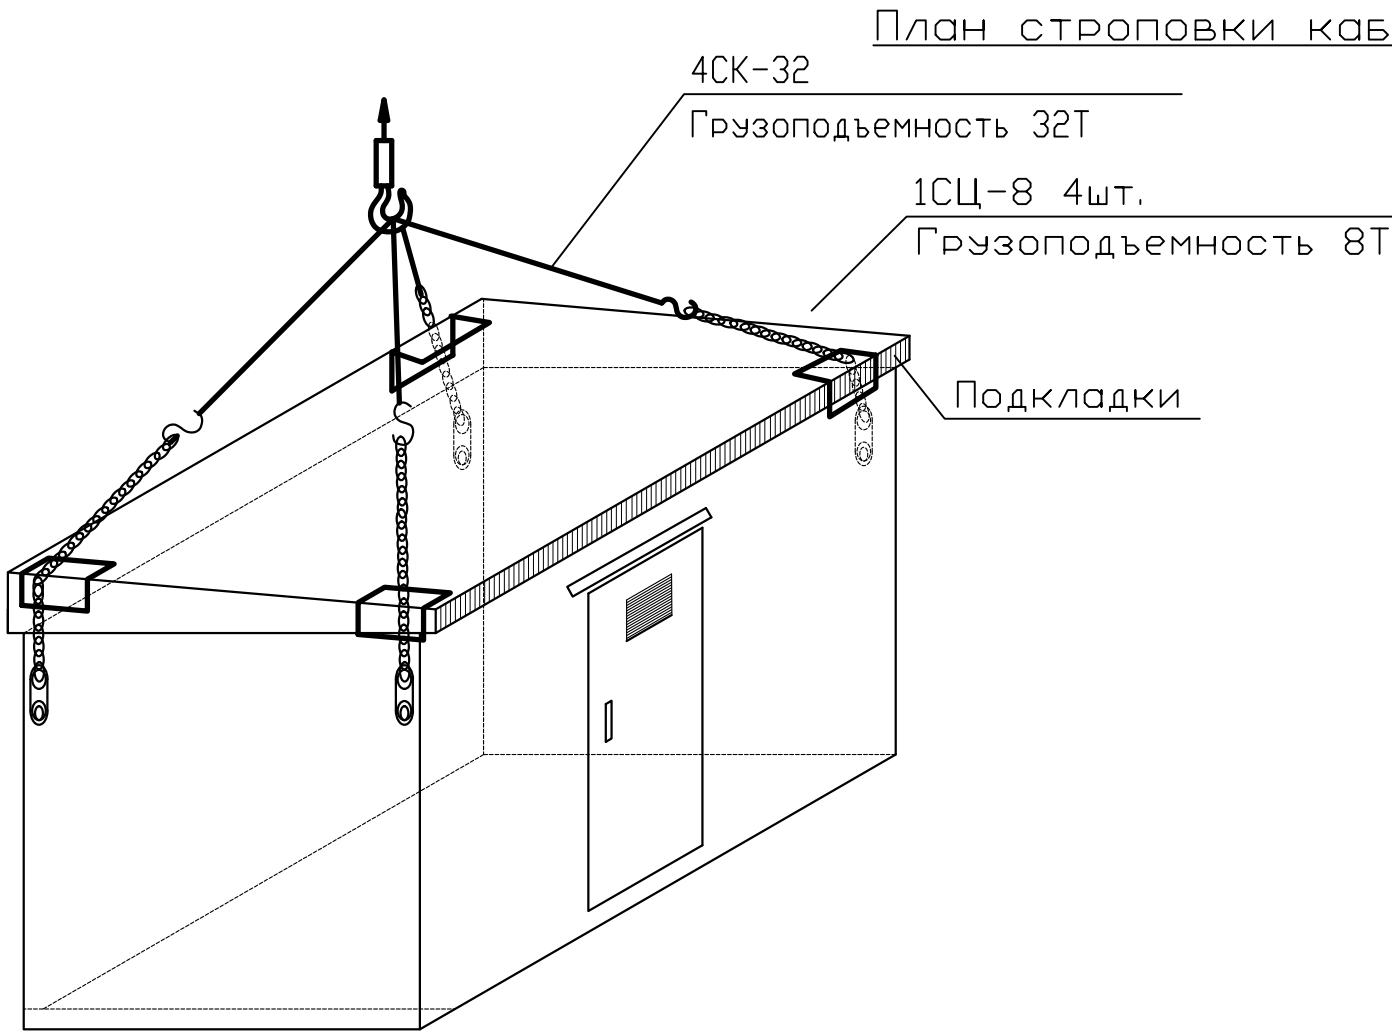 План строповки каб
4СК-32
Грузоподъемность 32Т
1СЦ-8 4шт.
Грузоподъемность 8Т
Подкладки